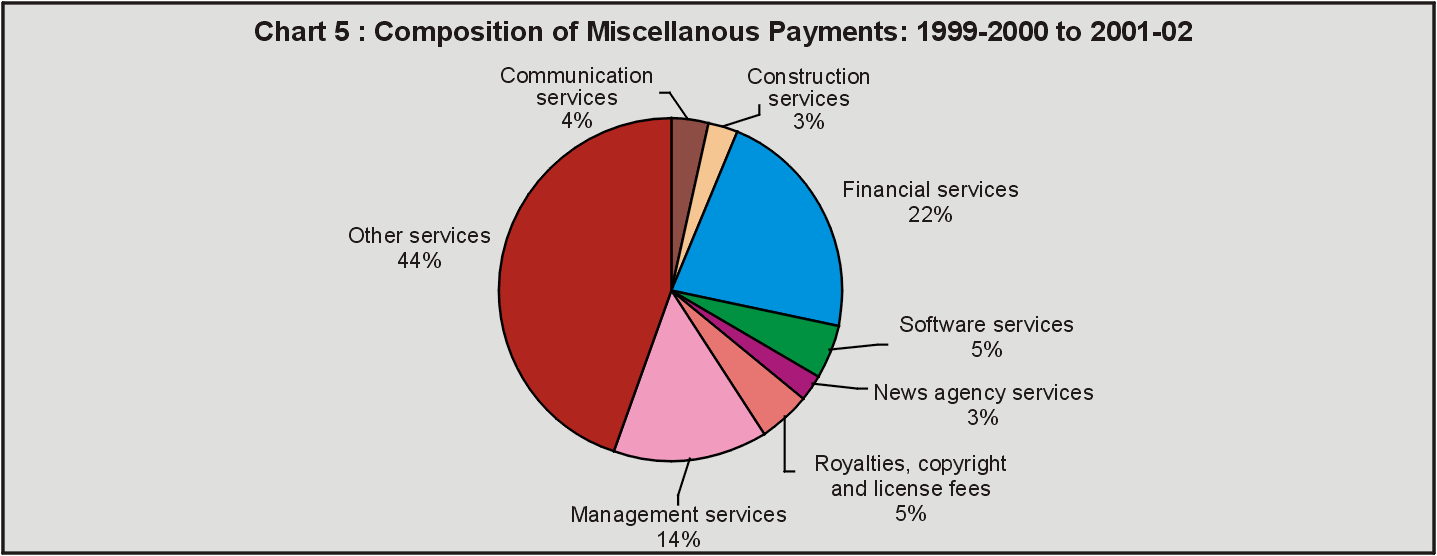 Chart 5 : Composition of Miscellanous Payments: 1999-2000 to 2001-02
Communication
services
4%
Construction
services
3%
Financial services
22%
Other services
44%
Software services
5%
News agency services
3%
Royalties, copyright
and license fees
5%
Management services
14%